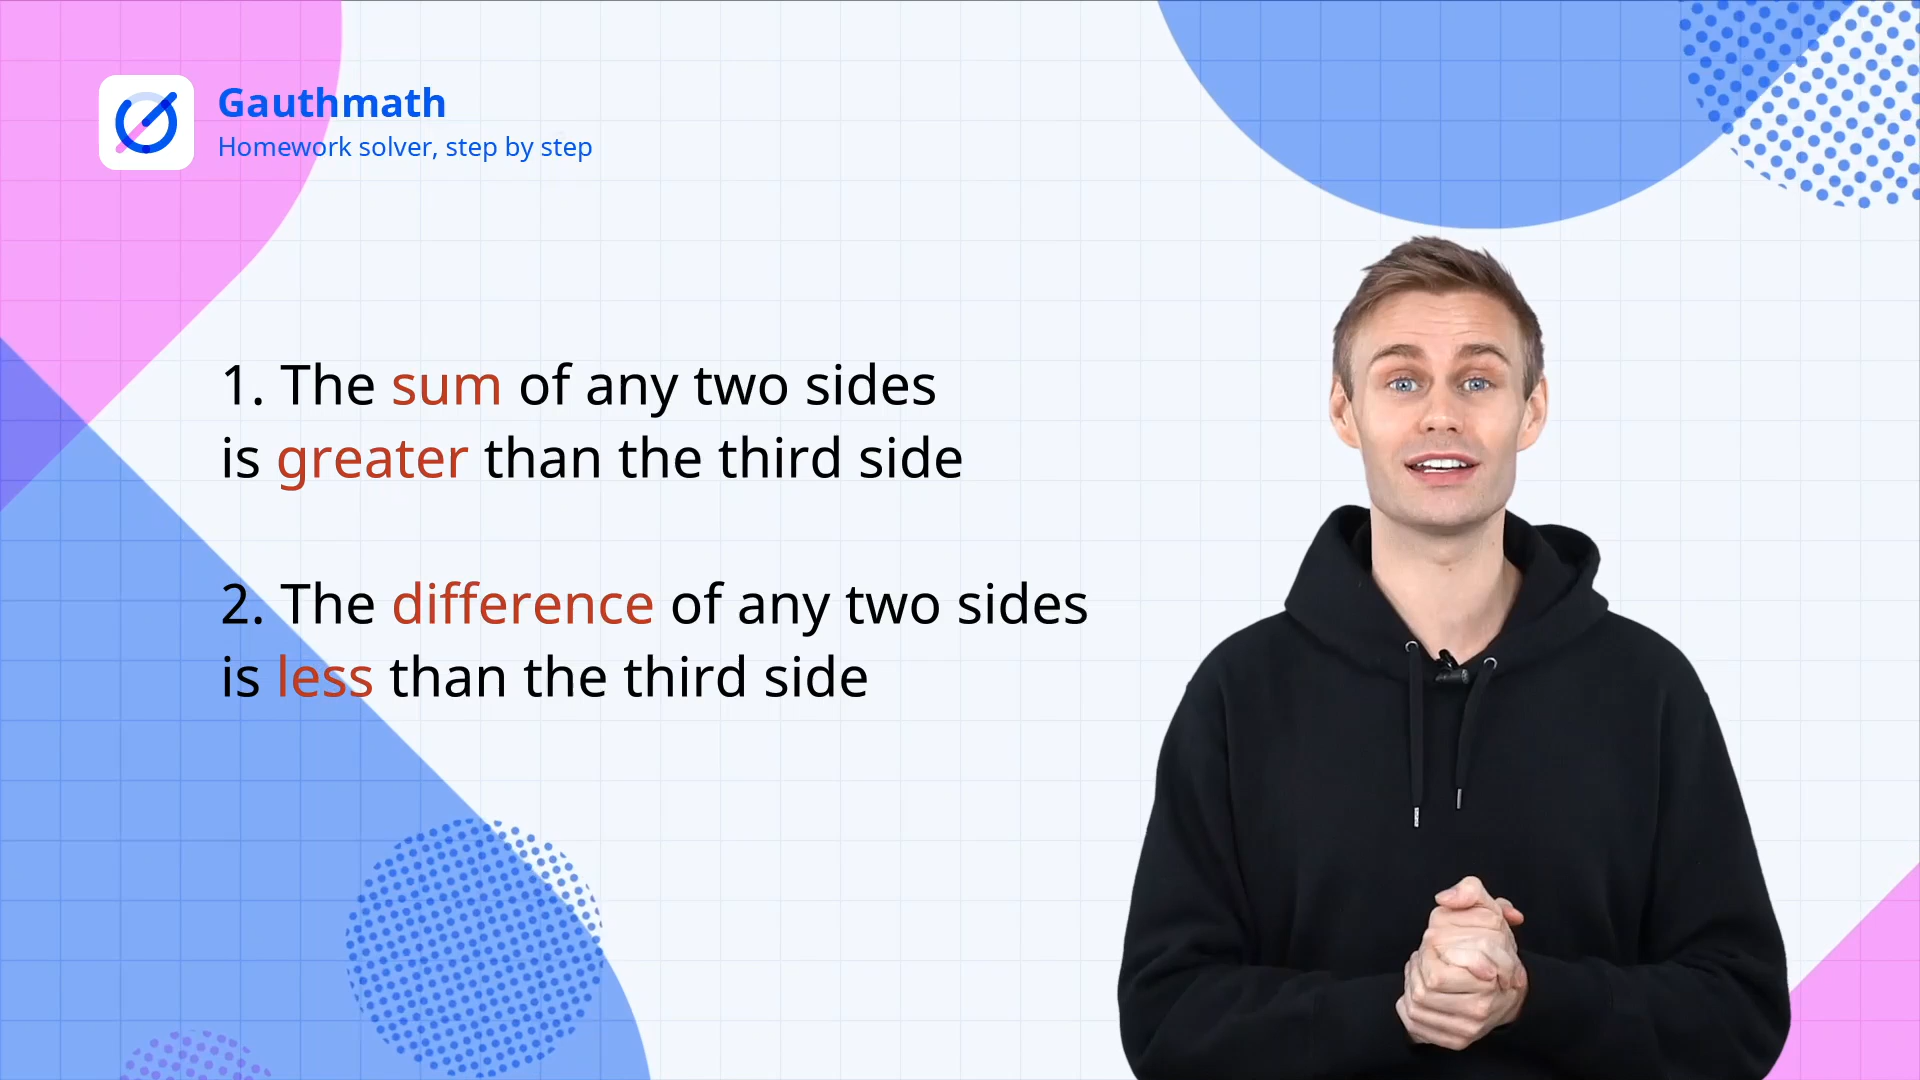 Gauthmath
Homework solver, step by step
1. The sum of any two sides
is greater than the third side
2. The difference of any two sides
is less than the third side